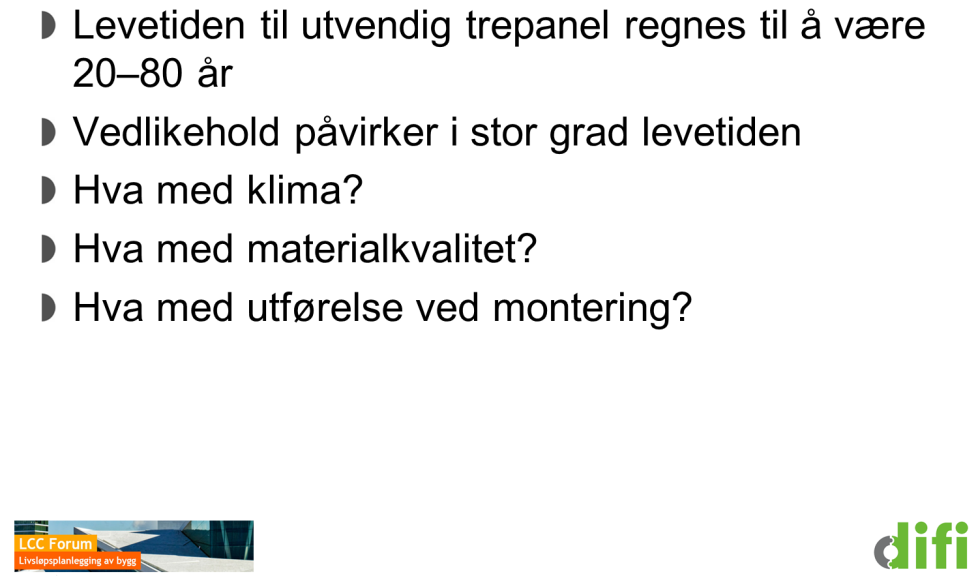 Levetiden til utvendig trepanel regnes til å være
20–80 år
Vedlikehold påvirker i stor grad levetiden
Hva med klima?
Hva med materialkvalitet?
Hva med utførelse ved montering?
LCC Forum
Livsløpsplanlegging av bygg
difi